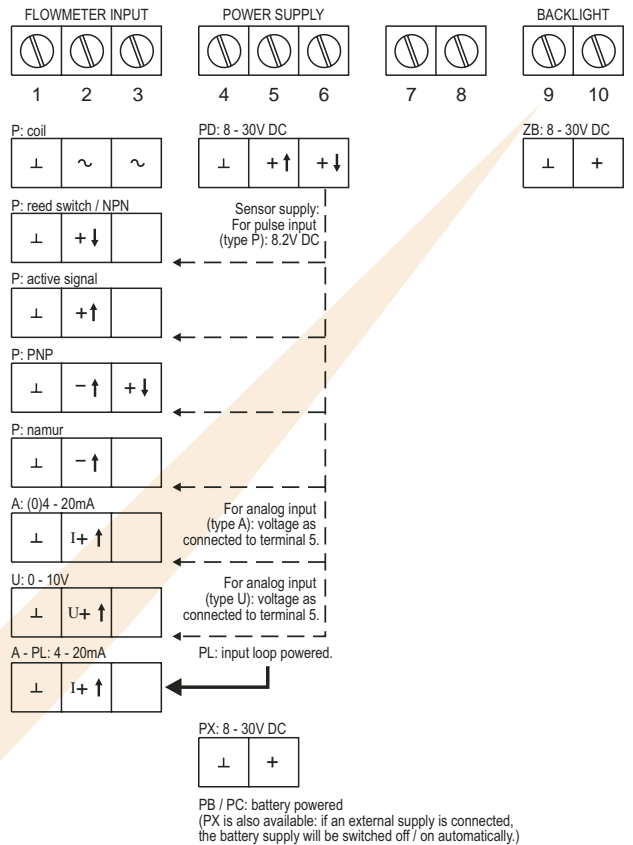 FLOWMETER INPUT POWER SUPPLY BACKLIGHT
1 2 3 4 5 6 7 8 9 10
P: coil PD: 8 - 30V DC ZB: 8 - 30V DC
⊥ ~ ~ ⊥ +↑ +↓ ⊥ +
P: reed switch / NPN
⊥ +↓
Sensor supply:
For pulse input
(type P): 8.2V DC
P: active signal
⊥ +↑
P: PNP
⊥ −↑ +↓
P: namur
⊥ −↑
A: (0)4 - 20mA
⊥ I+ ↑
For analog input
(type A): voltage as
connected to terminal 5.
U: 0 - 10V
⊥ U+ ↑
For analog input
(type U): voltage as
connected to terminal 5.
A - PL: 4 - 20mA PL: input loop powered.
⊥ I+ ↑
PX: 8 - 30V DC
⊥ +
PB / PC: battery powered
(PX is also available: if an external supply is connected,
the battery supply will be switched off / on automatically.)